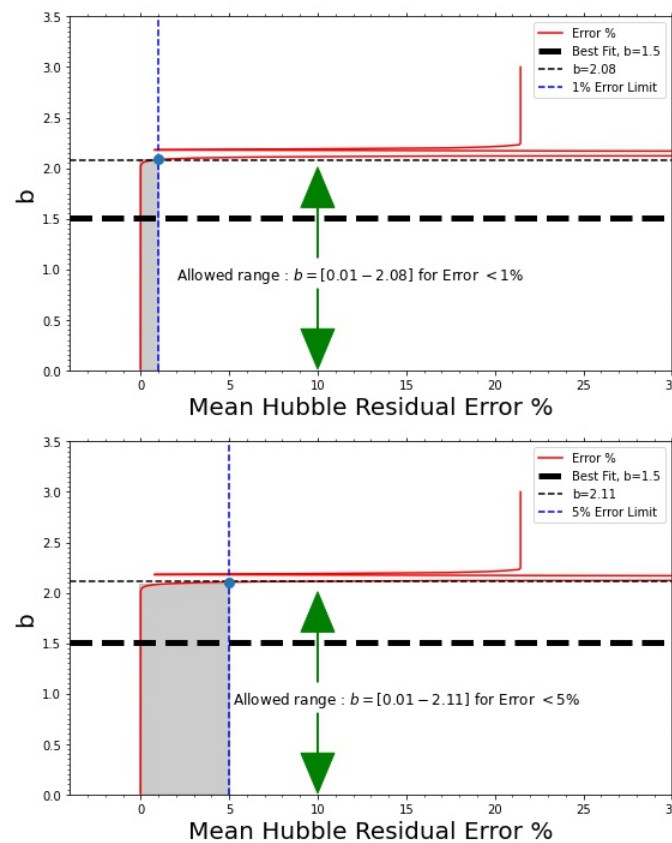 3.5
3.0
2.5
2.0
1.5
1.0
0.5
0.0
b
Error %
Best Fit, b=1.5
b=2.08
1% Error Limit
Allowed range : b = [0.01 − 2.08] for Error < 1%
0 5 10 15 20 25 30
Mean Hubble Residual Error %
3.5
3.0
2.5
2.0
1.5
1.0
0.5
0.0
b
Error %
Best Fit, b=1.5
b=2.11
5% Error Limit
Allowed range : b = [0.01 − 2.11] for Error < 5%
0 5 10 15 20 25 30
Mean Hubble Residual Error %